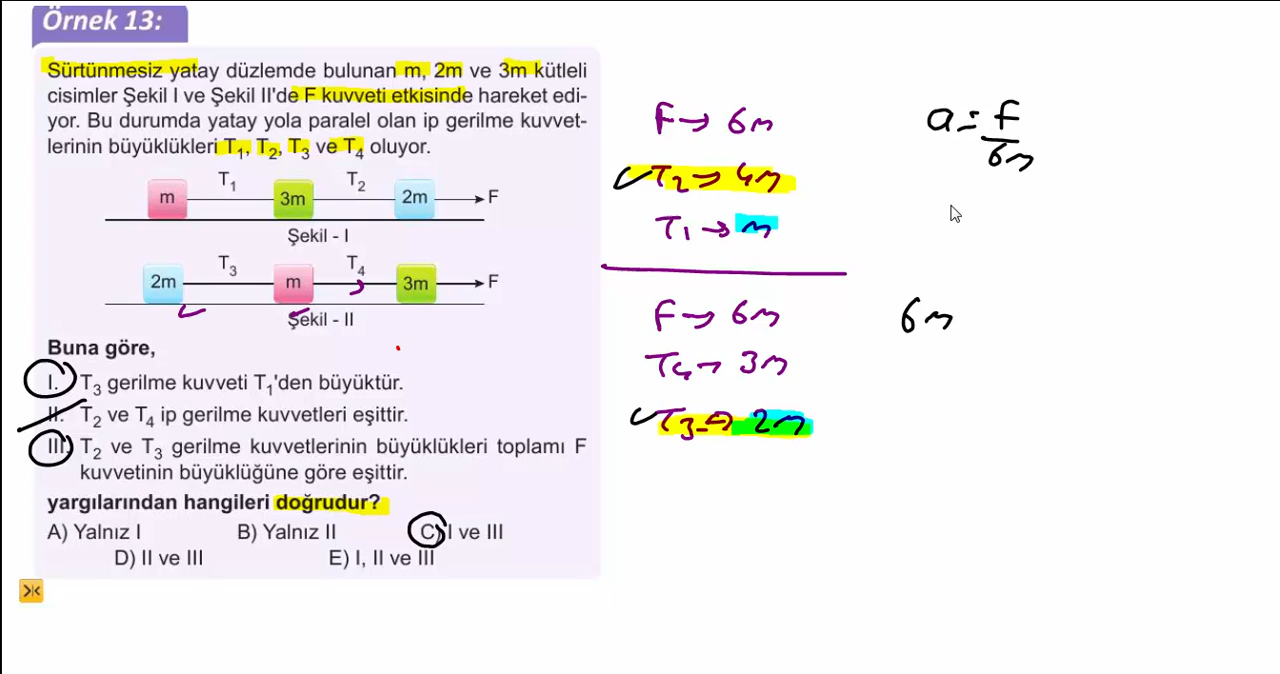 Örnek 13:
Sürtünmesiz yatay düzlemde bulunan m, 2m ve 3m kütleli
cisimler Şekil I ve Şekil II'de F kuvveti etkisinde hareket edi-
yor. Bu durumda yatay yola paralel olan ip gerilme kuvvet-
lerinin büyüklükleri T₁, T₂, T₃ ve T₄ oluyor.
m T₁ 3m T₂ 2m F
Şekil - I
2m T₃ m T₄ 3m F
Şekil - II
Buna göre,
I. T₃ gerilme kuvveti T₁'den büyüktür.
II. T₂ ve T₄ ip gerilme kuvvetleri eşittir.
III. T₂ ve T₃ gerilme kuvvetlerinin büyüklükleri toplamı F
kuvvetinin büyüklüğüne göre eşittir.
yargılarından hangileri doğrudur?
A) Yalnız I B) Yalnız II C) I ve III
D) II ve III E) I, II ve III
F → 6m
T₂ → 4m
T₁ → m
F → 6m
T₄ → 3m
T₃ → 2m
a = F
6m
6m